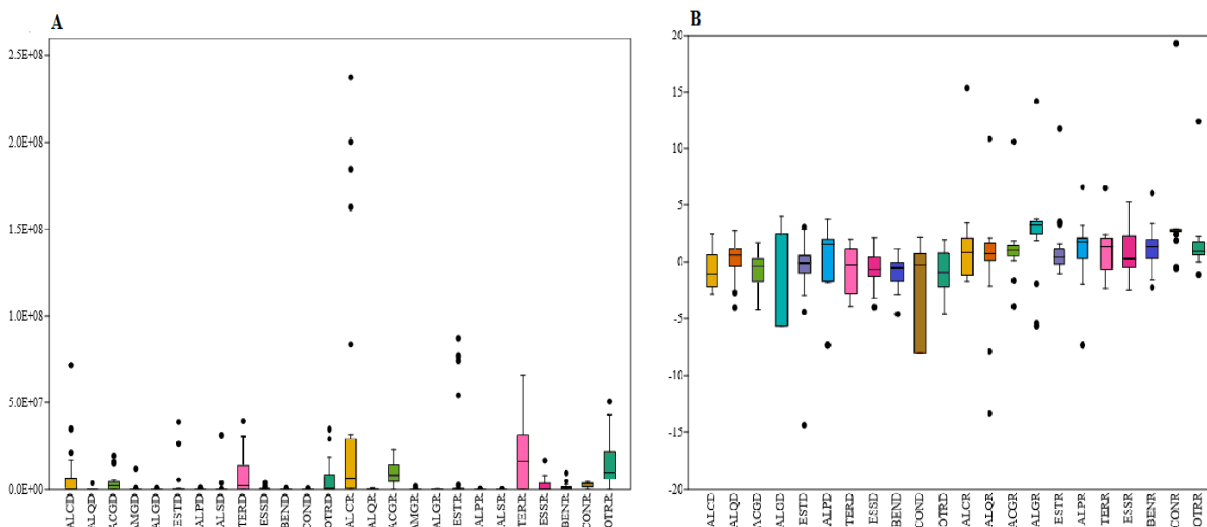 A
2.5E+08
2.0E+08
1.5E+08
1.0E+08
5.0E+07
0.0E+00
ALCD
ALQD
ACGD
AMGD
ALGD
ESTD
ALPD
ALSD
TERD
ESSD
BEND
COND
OTRD
ALCR
ALQR
ACGR
AMGR
ALGR
ESTR
ALPR
ALSR
TERR
ESSR
BENR
CONR
OTRR
B
20
15
10
5
0
-5
-10
-15
-20
ALCD
ALQD
ACGD
ALGD
ESTD
ALPD
TERD
ESSD
BEND
COND
OTRD
ALCR
ALQR
ACGR
ALGR
ESTR
ALPR
TERR
ESSR
BENR
CONR
OTRR